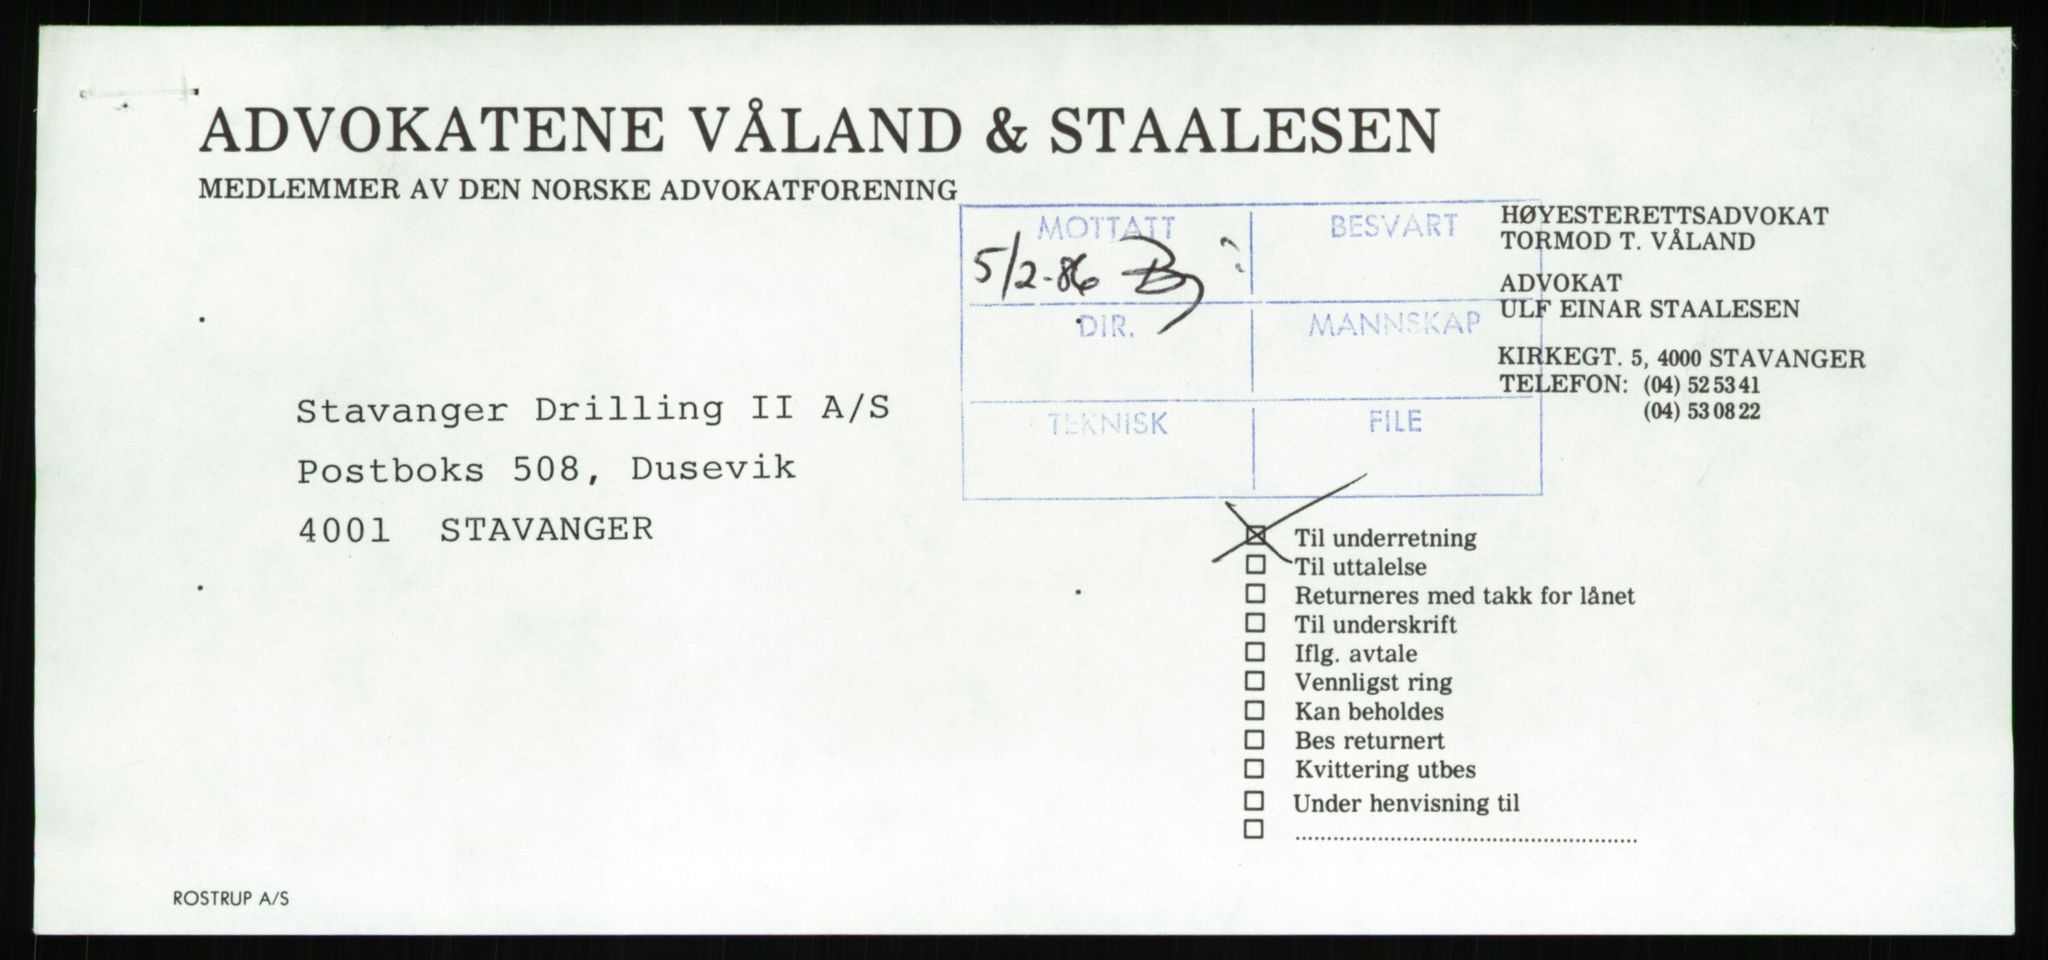 ADVOKATENE VÅLAND & STAALESEN
MEDLEMMER AV DEN NORSKE ADVOKATFORENING
MOTTATT
BESVART
5/2-86
DIR.
MANNSKAP
TEKNISK
FILE
HØYESTERETTSADVOKAT
TORMOD T. VÅLAND
ADVOKAT
ULF EINAR STAALESEN
KIRKEGT. 5, 4000 STAVANGER
TELEFON: (04) 52 53 41
(04) 53 08 22
Stavanger Drilling II A/S
Postboks 508, Dusevik
4001 STAVANGER
Til underretning
Til uttalelse
Returneres med takk for lånet
Til underskrift
Iflg. avtale
Vennligst ring
Kan beholdes
Bes returnert
Kvittering utbes
Under henvisning til
ROSTRUP A/S